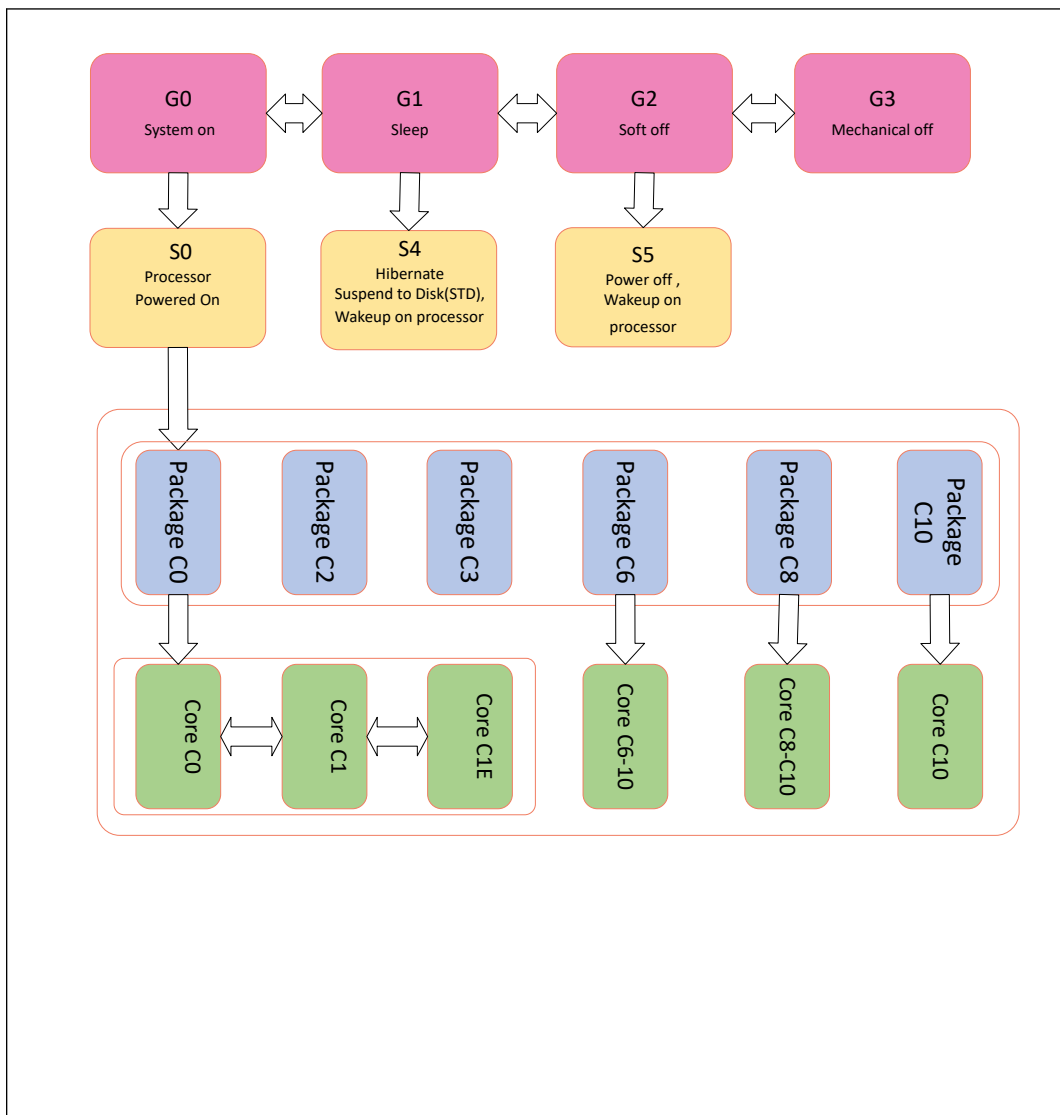 G0
System on
G1
Sleep
G2
Soft off
G3
Mechanical off
S0
Processor
Powered On
S4
Hibernate
Suspend to Disk(STD),
Wakeup on processor
S5
Power off ,
Wakeup on
processor
Package C0
Package C2
Package C3
Package C6
Package C8
Package
C10
Core C0
Core C1
Core C1E
Core C6-10
Core C8-C10
Core C10